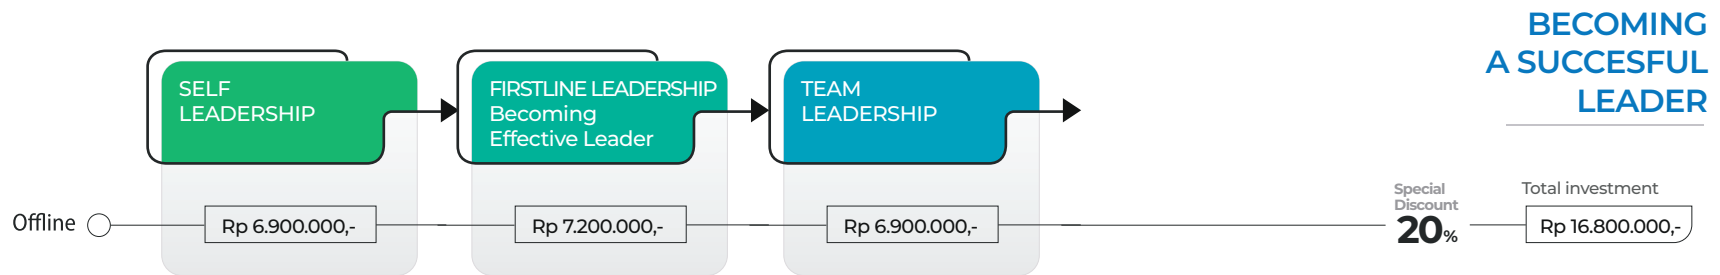 BECOMING
A SUCCESFUL
LEADER
SELF
LEADERSHIP
FIRSTLINE LEADERSHIP
Becoming
Effective Leader
TEAM
LEADERSHIP
Special
Discount
20%
Total investment
Offline
Rp 6.900.000,-
Rp 7.200.000,-
Rp 6.900.000,-
Rp 16.800.000,-